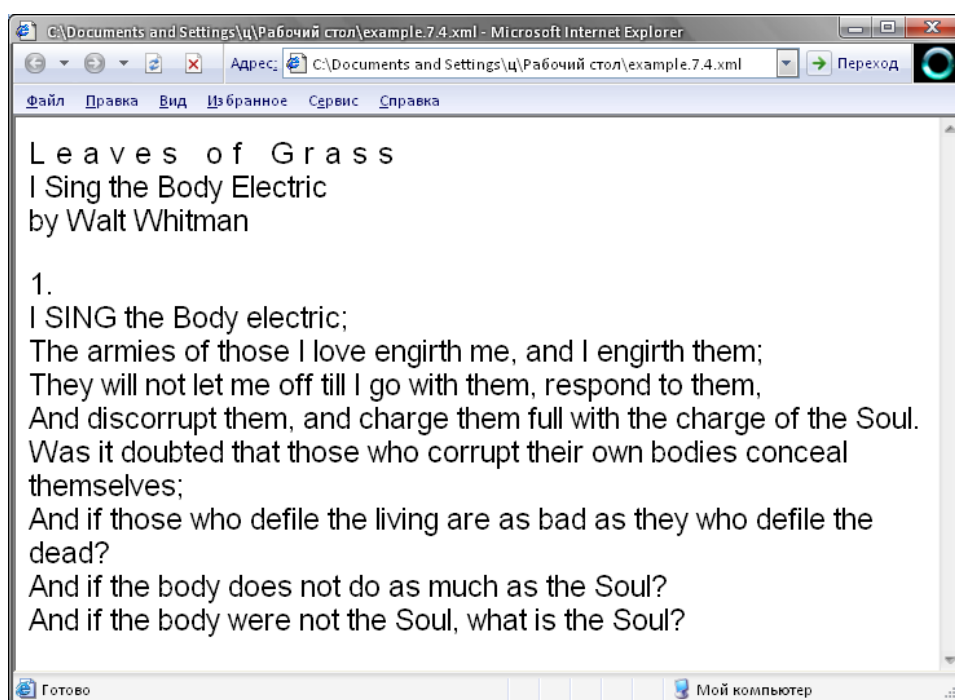 C:\Documents and Settings\ц\Рабочий стол\example.7.4.xml - Microsoft Internet Explorer
Адрес: C:\Documents and Settings\ц\Рабочий стол\example.7.4.xml Переход
Файл Правка Вид Избранное Сервис Справка
L e a v e s o f G r a s s
I Sing the Body Electric
by Walt Whitman
1.
I SING the Body electric;
The armies of those I love engirth me, and I engirth them;
They will not let me off till I go with them, respond to them,
And discorrupt them, and charge them full with the charge of the Soul.
Was it doubted that those who corrupt their own bodies conceal
themselves;
And if those who defile the living are as bad as they who defile the
dead?
And if the body does not do as much as the Soul?
And if the body were not the Soul, what is the Soul?
Готово Мой компьютер